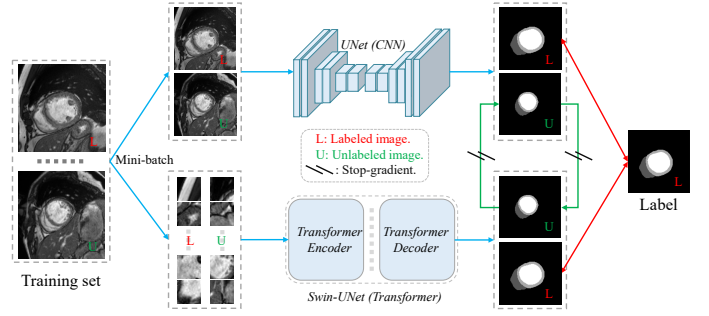 UNet (CNN)
L
U
L
U
L
U
Mini-batch
L: Labeled image.
U: Unlabeled image.
: Stop-gradient.
L
U
Training set
L
U
Transformer
Encoder
Transformer
Decoder
Swin-UNet (Transformer)
U
L
L
Label